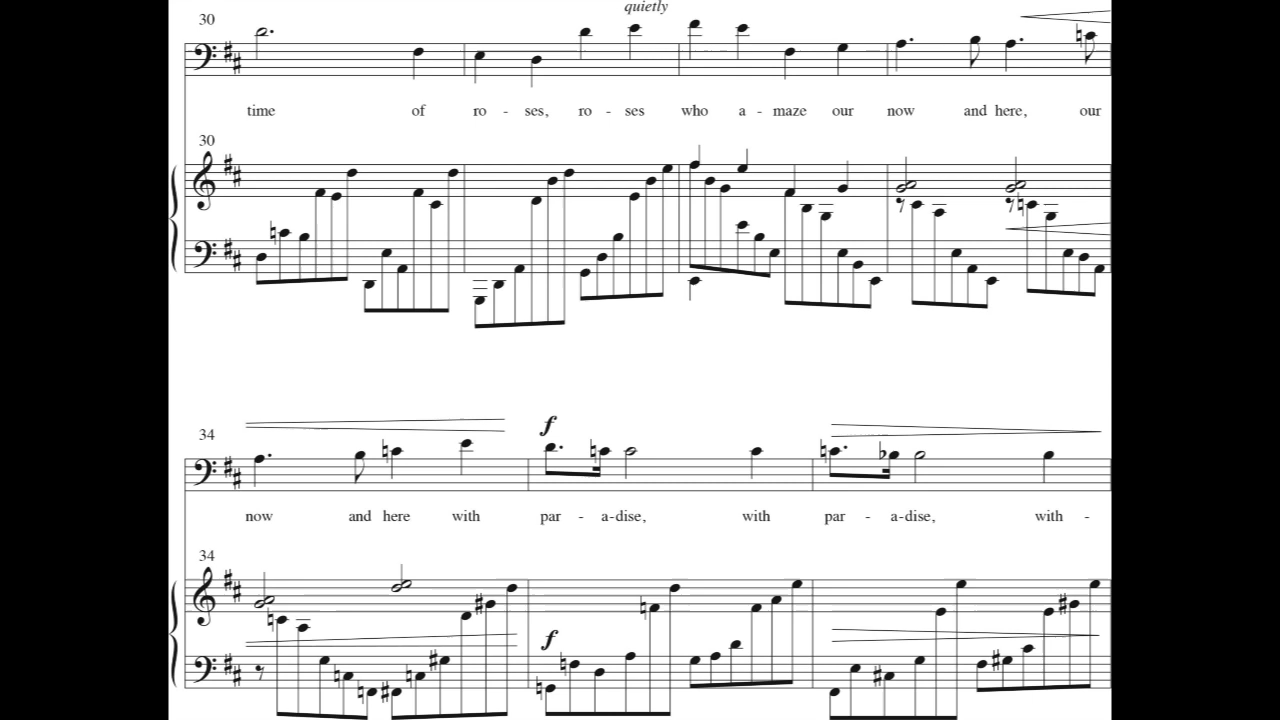 quietly
30
time of ro - ses, ro - ses who a - maze our now and here, our
30
34
f
now and here with par - a-dise, with par - a-dise, with -
34
f